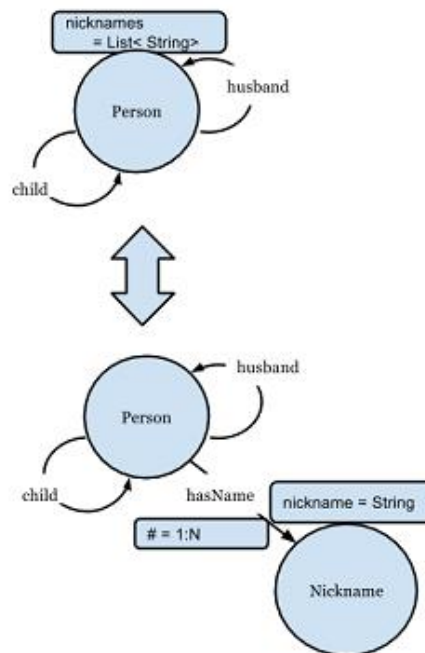 nicknames
= List< String>
husband
Person
child
husband
Person
child
hasName
nickname = String
# = 1:N
Nickname